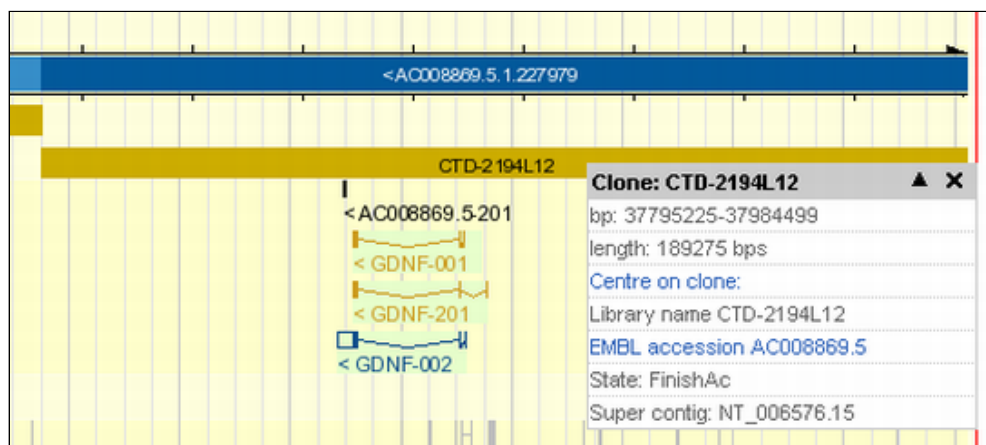 <AC008869.5.1.227979
CTD-2194L12
<AC008869.5-201
< GDNF-001
< GDNF-201
< GDNF-002
Clone: CTD-2194L12 ▲ X
bp: 37795225-37984499
length: 189275 bps
Centre on clone:
Library name CTD-2194L12
EMBL accession AC008869.5
State: FinishAc
Super contig: NT_006576.15